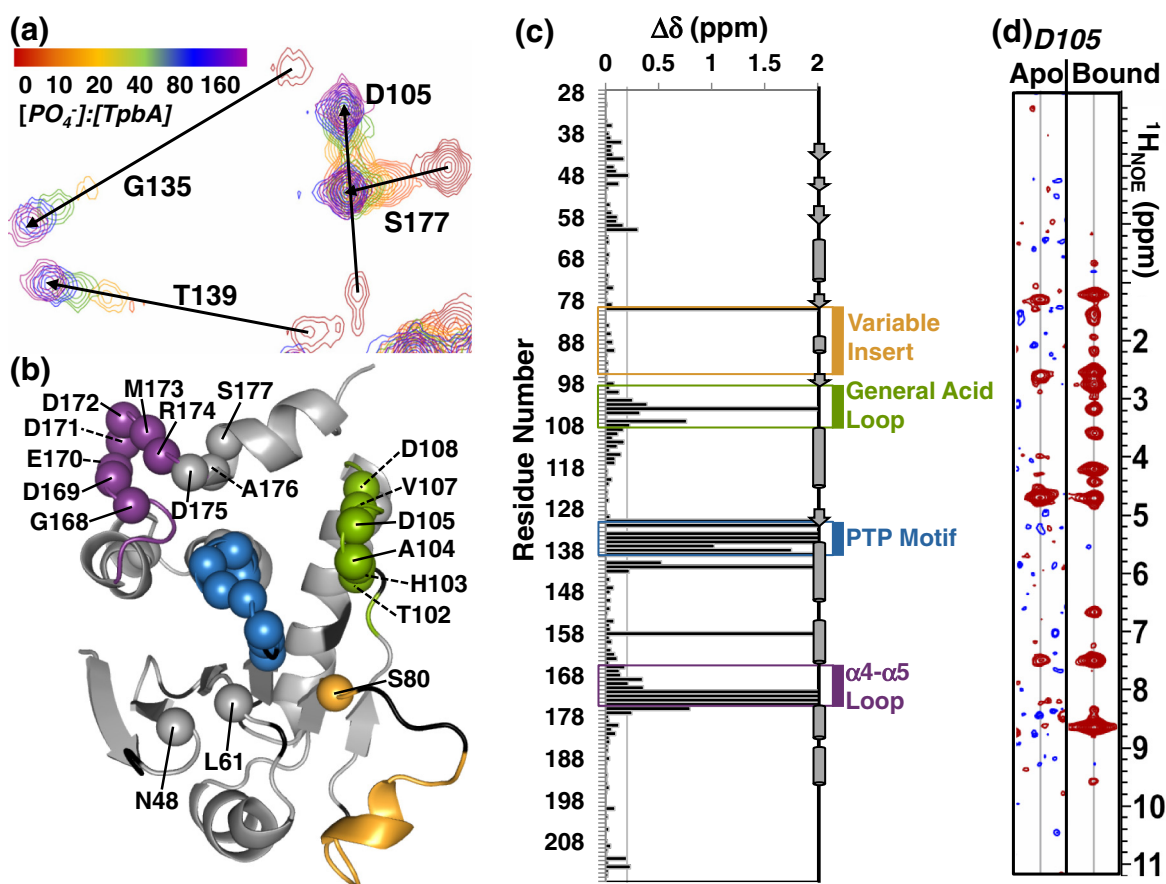 (a)
0 10 20 40 80 160
[PO₄⁻]:[TpbA]
D105
G135
S177
T139
(b)
D172
M173
R174
S177
D171
E170
D169
G168
A176
D175
D108
V107
D105
A104
H103
T102
S80
L61
N48
(c)
Δδ (ppm)
0 0.5 1 1.5 2
Residue Number
28
38
48
58
68
78
88
98
108
118
128
138
148
158
168
178
188
198
208
Variable
Insert
General Acid
Loop
PTP Motif
α4-α5
Loop
(d)
D105
Apo Bound
¹H_NOE (ppm)
2
3
4
5
6
7
8
9
10
11